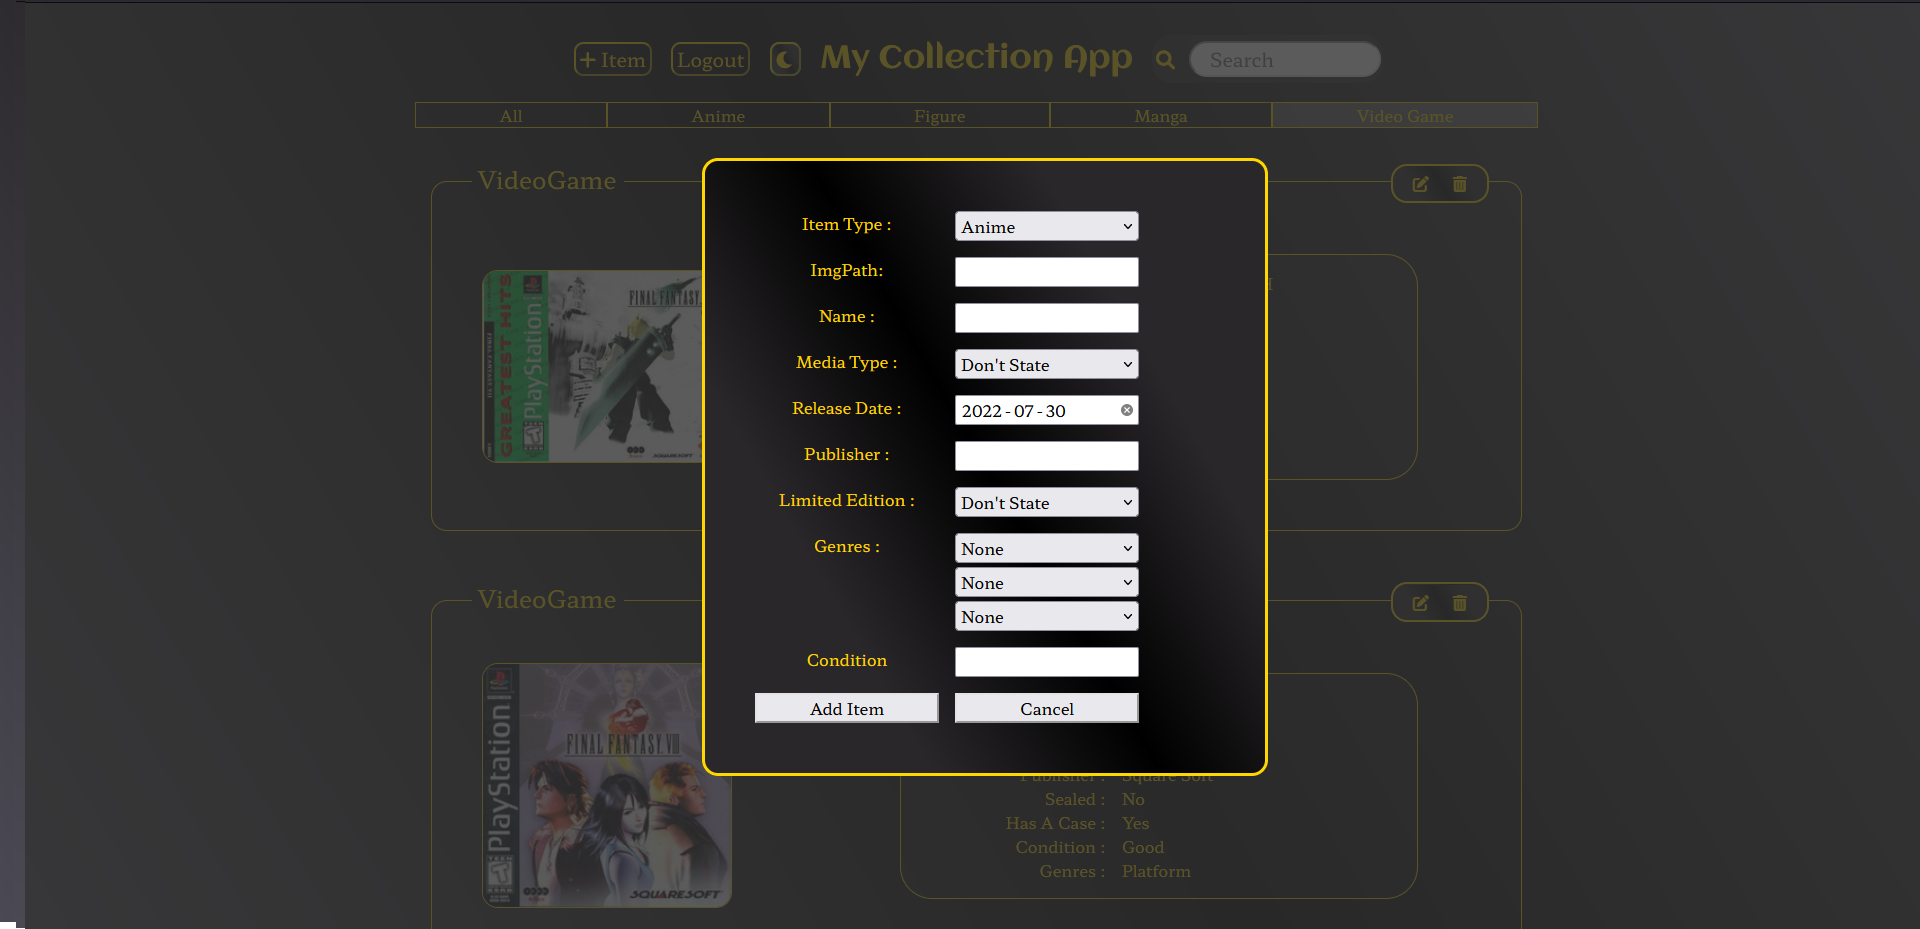 + Item
Logout
My Collection App
Search
All
Anime
Figure
Manga
Video Game
VideoGame
GREATEST HITS
PlayStation
FINAL FANTASY
SQUARESOFT
Item Type :
Anime
ImgPath:
Name :
Media Type :
Don't State
Release Date :
2022-07-30
Publisher :
Limited Edition :
Don't State
Genres :
None
None
None
Condition
Add Item
Cancel
VideoGame
PlayStation
FINAL FANTASY VIII
SQUARESOFT
Publisher : Square Soft
Sealed : No
Has A Case : Yes
Condition : Good
Genres : Platform